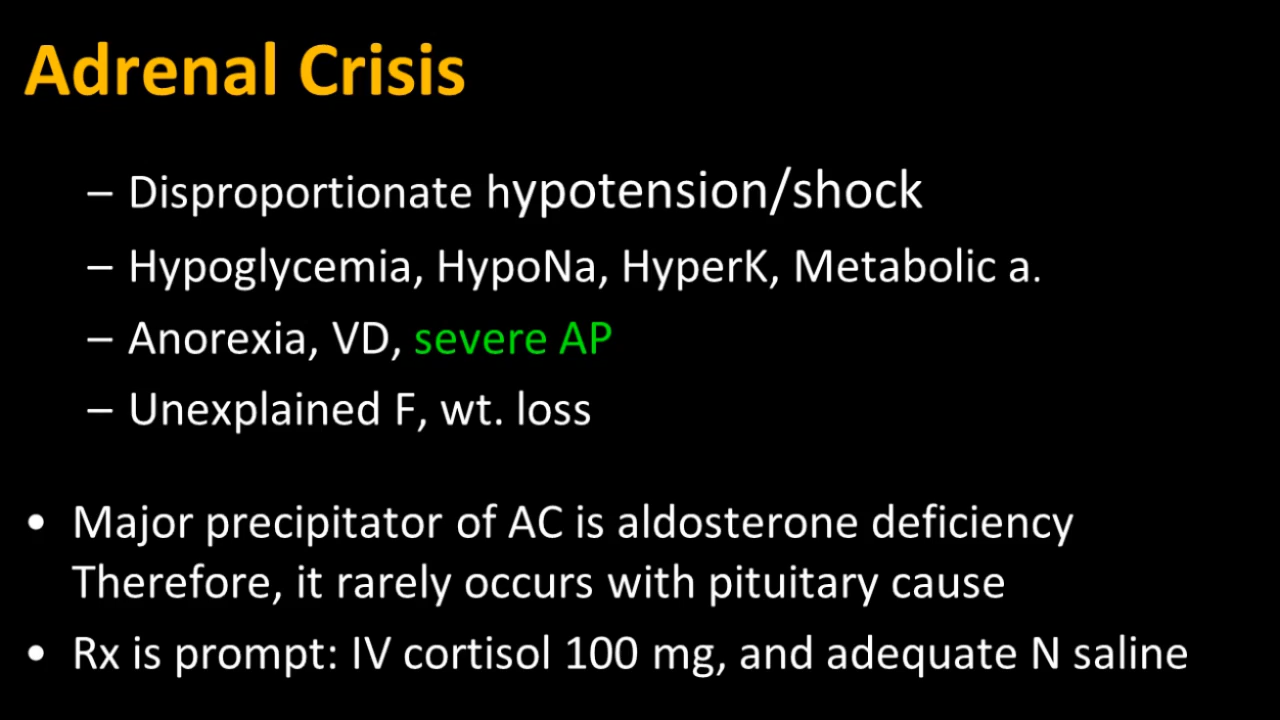 Adrenal Crisis
– Disproportionate hypotension/shock
– Hypoglycemia, HypoNa, HyperK, Metabolic a.
– Anorexia, VD, severe AP
– Unexplained F, wt. loss
• Major precipitator of AC is aldosterone deficiency
Therefore, it rarely occurs with pituitary cause
• Rx is prompt: IV cortisol 100 mg, and adequate N saline